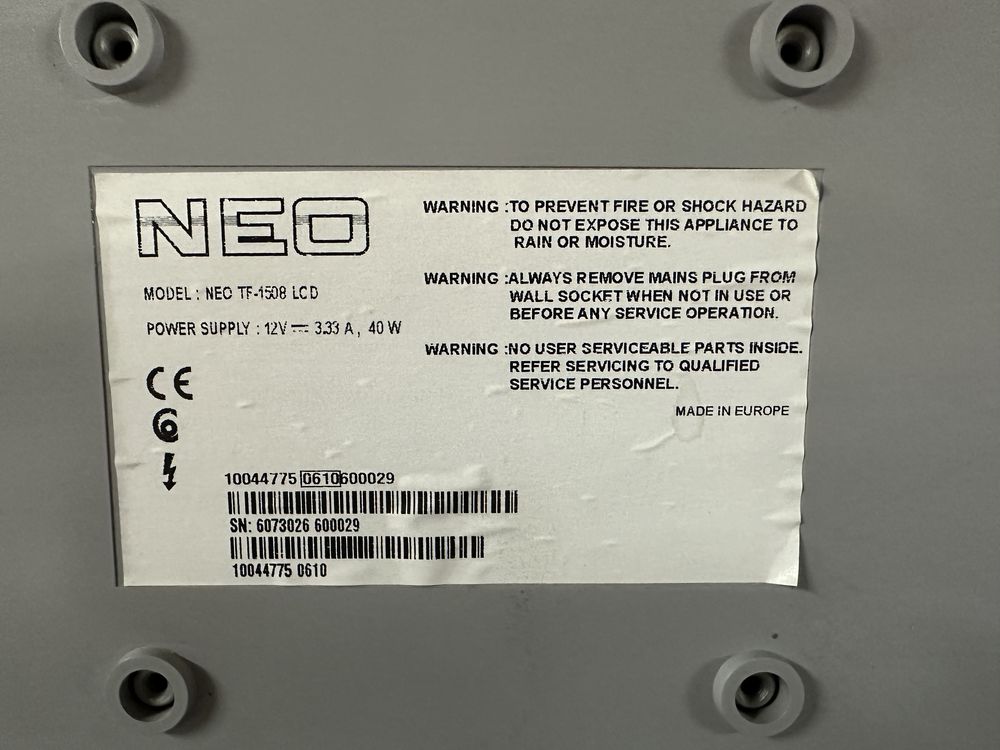 NEO
MODEL : NEO TF-1508 LCD
POWER SUPPLY : 12V 3.33 A , 40 W
CE
WARNING :TO PREVENT FIRE OR SHOCK HAZARD
DO NOT EXPOSE THIS APPLIANCE TO
RAIN OR MOISTURE.
WARNING :ALWAYS REMOVE MAINS PLUG FROM
WALL SOCKET WHEN NOT IN USE OR
BEFORE ANY SERVICE OPERATION.
WARNING :NO USER SERVICEABLE PARTS INSIDE.
REFER SERVICING TO QUALIFIED
SERVICE PERSONNEL.
MADE IN EUROPE
10044775 0610600029
SN: 6073026 600029
10044775 0610